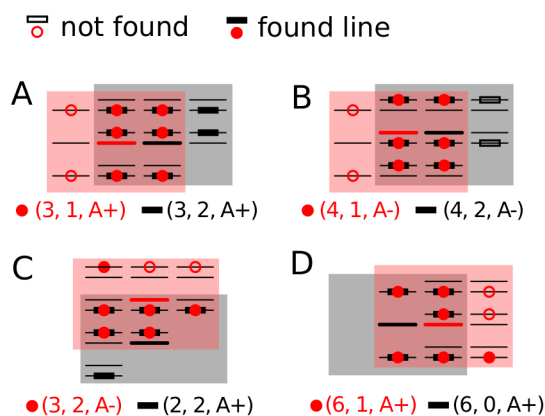 not found
found line
A
B
(3, 1, A+)
(3, 2, A+)
(4, 1, A-)
(4, 2, A-)
C
D
(3, 2, A-)
(2, 2, A+)
(6, 1, A+)
(6, 0, A+)